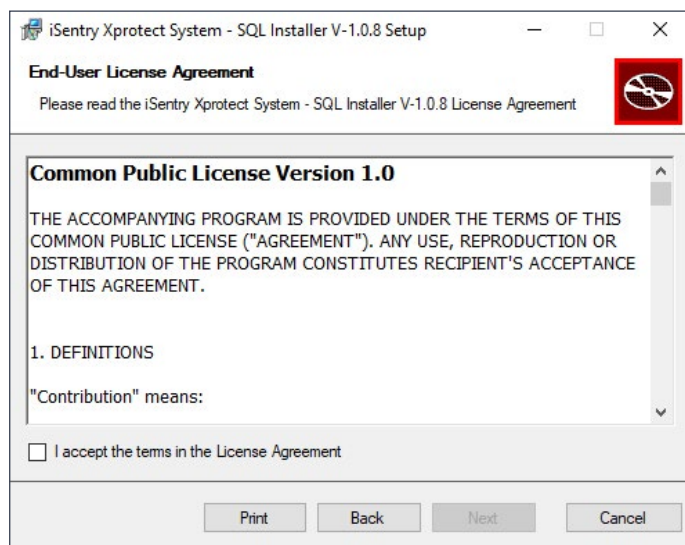 iSentry Xprotect System - SQL Installer V-1.0.8 Setup
End-User License Agreement
Please read the iSentry Xprotect System - SQL Installer V-1.0.8 License Agreement
Common Public License Version 1.0
THE ACCOMPANYING PROGRAM IS PROVIDED UNDER THE TERMS OF THIS
COMMON PUBLIC LICENSE ("AGREEMENT"). ANY USE, REPRODUCTION OR
DISTRIBUTION OF THE PROGRAM CONSTITUTES RECIPIENT'S ACCEPTANCE
OF THIS AGREEMENT.
1. DEFINITIONS
"Contribution" means:
I accept the terms in the License Agreement
Print Back Next Cancel